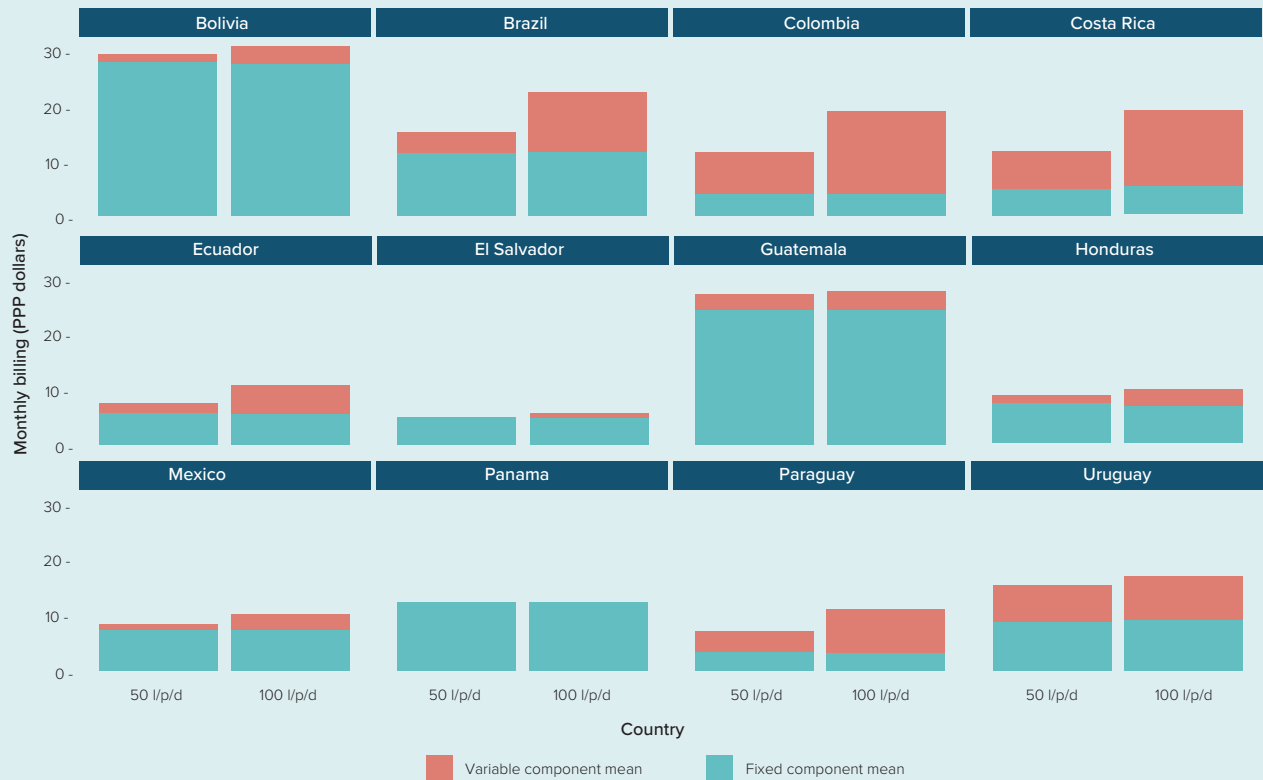 Bolivia Brazil Colombia Costa Rica
30 -
20 -
10 -
0 -
Ecuador El Salvador Guatemala Honduras
30 -
20 -
10 -
0 -
Mexico Panama Paraguay Uruguay
30 -
20 -
10 -
0 -
Monthly billing (PPP dollars)
50 l/p/d 100 l/p/d 50 l/p/d 100 l/p/d 50 l/p/d 100 l/p/d 50 l/p/d 100 l/p/d
Country
Variable component mean Fixed component mean